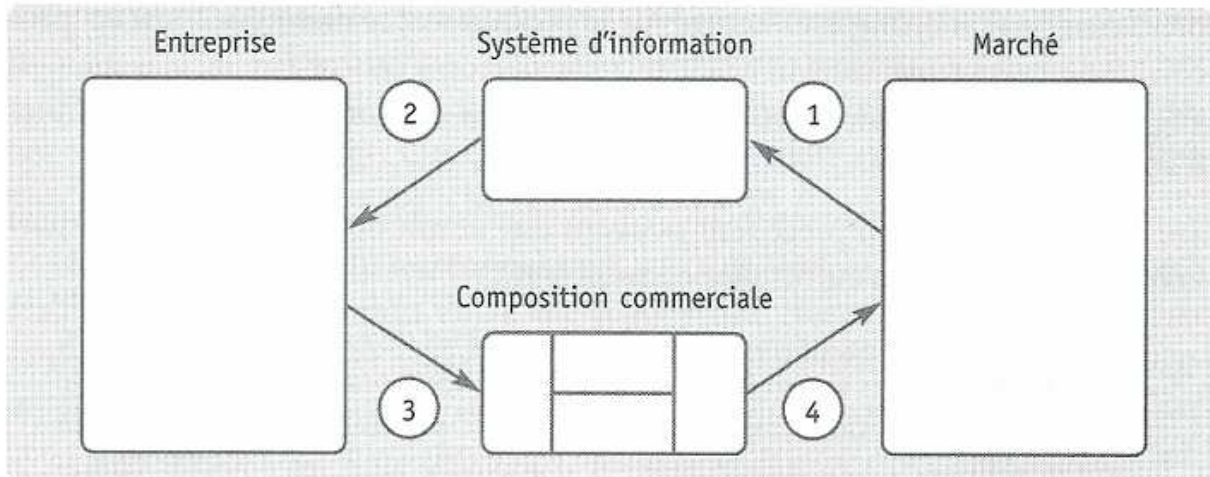 Entreprise
Système d'information
Marché
2
1
Composition commerciale
3
4